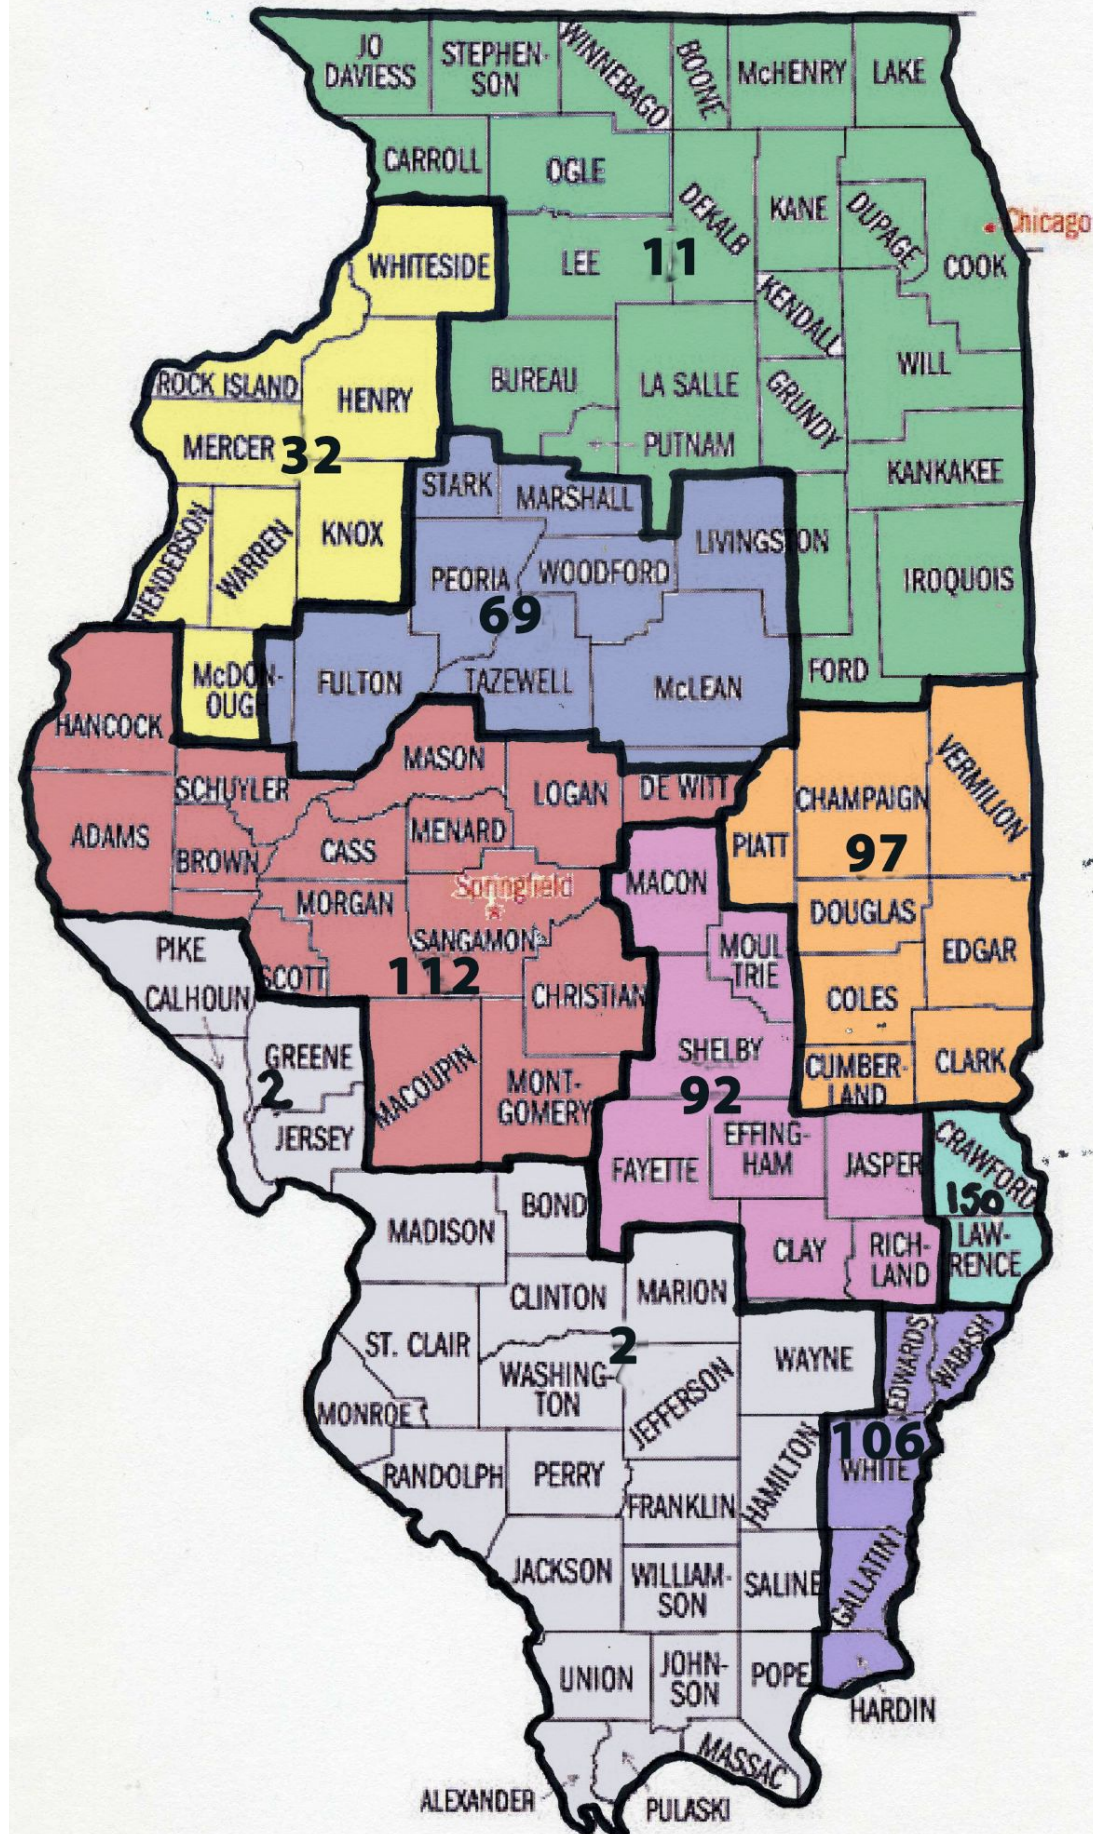 JO
DAVIESS
STEPHEN-
SON
WINNEBAGO
BOONE
McHENRY
LAKE
CARROLL
OGLE
DEKALB
KANE
DUPAGE
COOK
Chicago
WHITESIDE
LEE
11
KENDALL
WILL
ROCK ISLAND
HENRY
BUREAU
LA SALLE
GRUNDY
MERCER
32
PUTNAM
KANKAKEE
STARK
MARSHALL
HENDERSON
WARREN
KNOX
LIVINGSTON
PEORIA
WOODFORD
IROQUOIS
69
McDON-
OUGH
FULTON
TAZEWELL
McLEAN
FORD
HANCOCK
MASON
VERMILION
SCHUYLER
LOGAN
DE WITT
CHAMPAIGN
ADAMS
BROWN
CASS
MENARD
PIATT
97
Springfield
MACON
MORGAN
DOUGLAS
PIKE
SCOTT
SANGAMON
112
MOUL
TRIE
EDGAR
CALHOUN
CHRISTIAN
COLES
GREENE
2
MACOUPIN
MONT-
GOMERY
SHELBY
92
CUMBER-
LAND
CLARK
JERSEY
FAYETTE
EFFING-
HAM
JASPER
CRAWFORD
150
MADISON
BOND
CLAY
RICH-
LAND
LAW-
RENCE
CLINTON
MARION
ST. CLAIR
2
WASHING-
TON
JEFFERSON
WAYNE
EDWARDS
WABASH
MONROE
RANDOLPH
PERRY
FRANKLIN
HAMILTON
106
WHITE
JACKSON
WILLIAM-
SON
SALINE
GALLATIN
UNION
JOHN-
SON
POPE
HARDIN
MASSAC
ALEXANDER
PULASKI